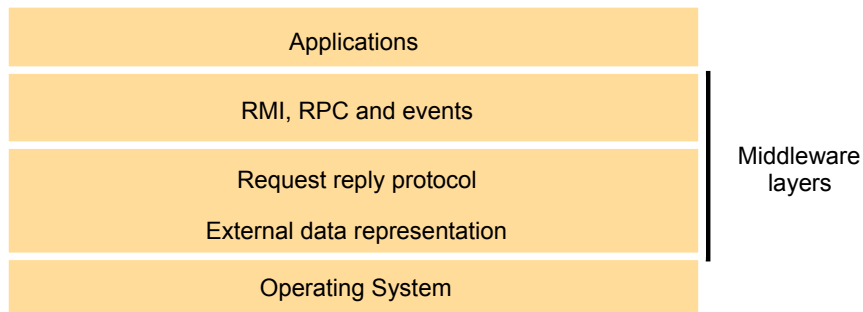 Applications
RMI, RPC and events
Request reply protocol
External data representation
Operating System
Middleware
layers